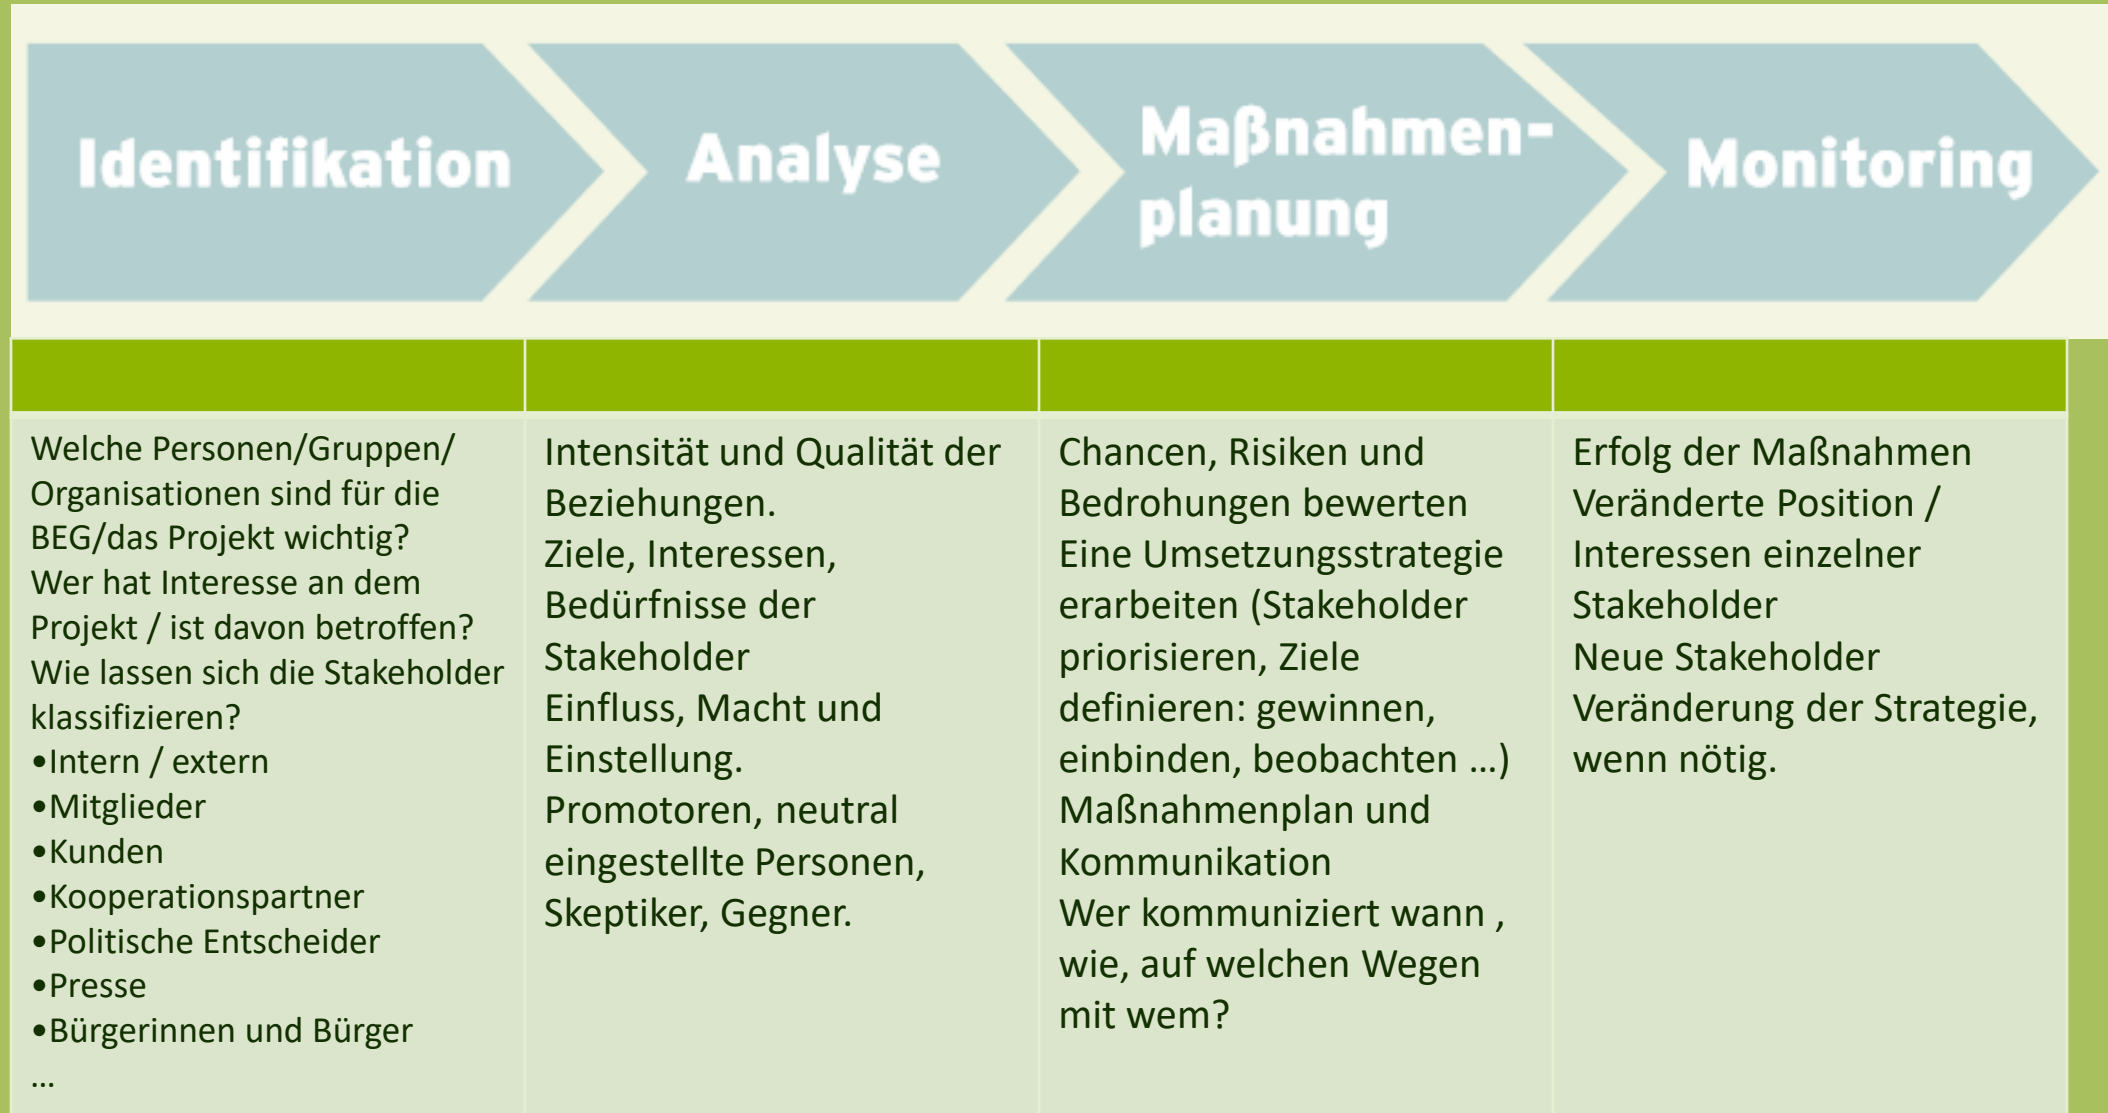 Identifikation
Analyse
Maßnahmen-
planung
Monitoring
Welche Personen/Gruppen/
Organisationen sind für die
BEG/das Projekt wichtig?
Wer hat Interesse an dem
Projekt / ist davon betroffen?
Wie lassen sich die Stakeholder
klassifizieren?
•Intern / extern
•Mitglieder
•Kunden
•Kooperationspartner
•Politische Entscheider
•Presse
•Bürgerinnen und Bürger
…
Intensität und Qualität der
Beziehungen.
Ziele, Interessen,
Bedürfnisse der
Stakeholder
Einfluss, Macht und
Einstellung.
Promotoren, neutral
eingestellte Personen,
Skeptiker, Gegner.
Chancen, Risiken und
Bedrohungen bewerten
Eine Umsetzungsstrategie
erarbeiten (Stakeholder
priorisieren, Ziele
definieren: gewinnen,
einbinden, beobachten …)
Maßnahmenplan und
Kommunikation
Wer kommuniziert wann ,
wie, auf welchen Wegen
mit wem?
Erfolg der Maßnahmen
Veränderte Position /
Interessen einzelner
Stakeholder
Neue Stakeholder
Veränderung der Strategie,
wenn nötig.